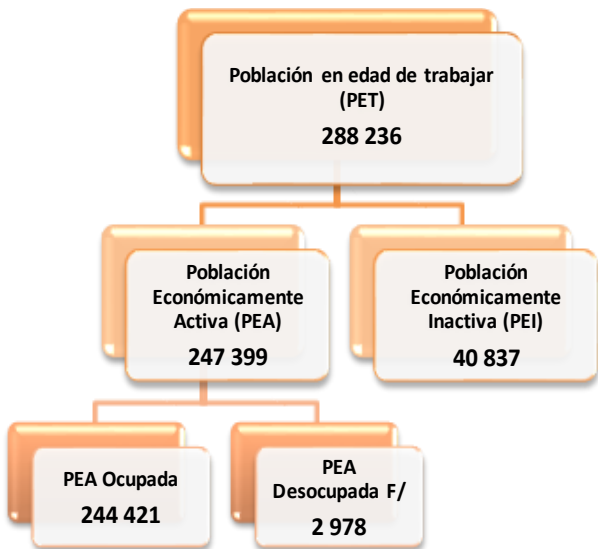 Población en edad de trabajar
(PET)
288 236
Población
Económicamente
Activa (PEA)
247 399
Población
Económicamente
Inactiva (PEI)
40 837
PEA Ocupada
244 421
PEA
Desocupada F/
2 978